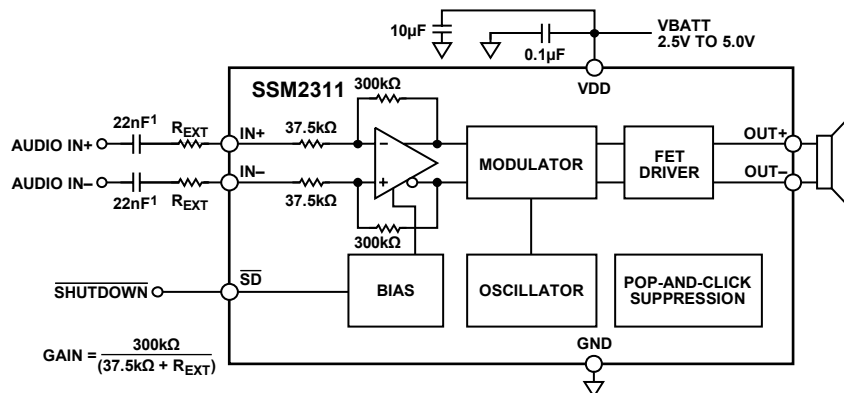 10µF
0.1µF
VBATT
2.5V TO 5.0V
VDD
SSM2311
300kΩ
22nF1
REXT
IN+
37.5kΩ
AUDIO IN+
−
MODULATOR
FET
DRIVER
OUT+
AUDIO IN–
IN–
+
OUT–
22nF1
REXT
37.5kΩ
300kΩ
SHUTDOWN
SD
BIAS
OSCILLATOR
POP-AND-CLICK
SUPPRESSION
GAIN = 300kΩ
(37.5kΩ + REXT)
GND